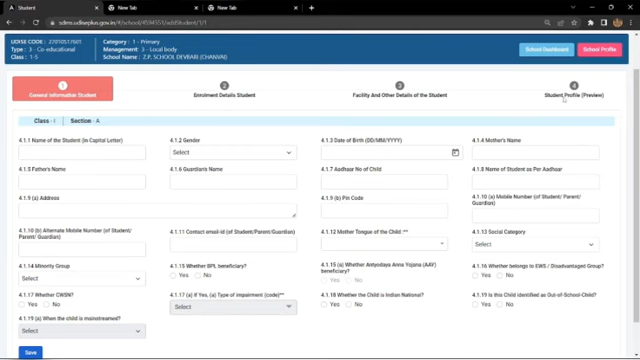 Student
New Tab
New Tab
sdms.udiseplus.gov.in/#/school/4594551/addStudent/1/1
UDISE CODE : 27010517601
Type : 3 - Co-educational
Class : 1-5
Category : 1 - Primary
Management : 3 - Local body
School Name : Z.P. SCHOOL DEVBARI (CHANVAI)
School Dashboard
School Profile
1
General Information Student
2
Enrolment Details Student
3
Facility And Other Details of the Student
4
Student Profile (Preview)
Class - I
Section - A
4.1.1 Name of the Student (in Capital Letter)
4.1.2 Gender
4.1.3 Date of Birth (DD/MM/YYYY)
4.1.4 Mother's Name
Select
4.1.5 Father's Name
4.1.6 Guardian's Name
4.1.7 Aadhaar No of Child
4.1.8 Name of Student as Per Aadhaar
4.1.9 (a) Address
4.1.9 (b) Pin Code
4.1.10 (a) Mobile Number (of Student/ Parent/
Guardian)
4.1.10 (b) Alternate Mobile Number (of Student/
Parent/ Guardian)
4.1.11 Contact email-id (of Student/Parent/Guardian)
4.1.12 Mother Tongue of the Child :**
4.1.13 Social Category
Select
4.1.14 Minority Group
Select
4.1.15 Whether BPL beneficiary?
Yes No
4.1.15 (a) Whether Antyodaya Anna Yojana (AAY)
beneficiary?
Yes No
4.1.16 Whether belongs to EWS / Disadvantaged Group?
Yes No
4.1.17 Whether CWSN?
Yes No
4.1.17 (a) If Yes, (a) Type of Impairment (code)**
Select
4.1.18 Whether the Child is Indian National?
Yes No
4.1.19 Is this Child identified as Out-of-School-Child?
Yes No
4.1.19 (a) When the child is mainstreamed?
Select
Save